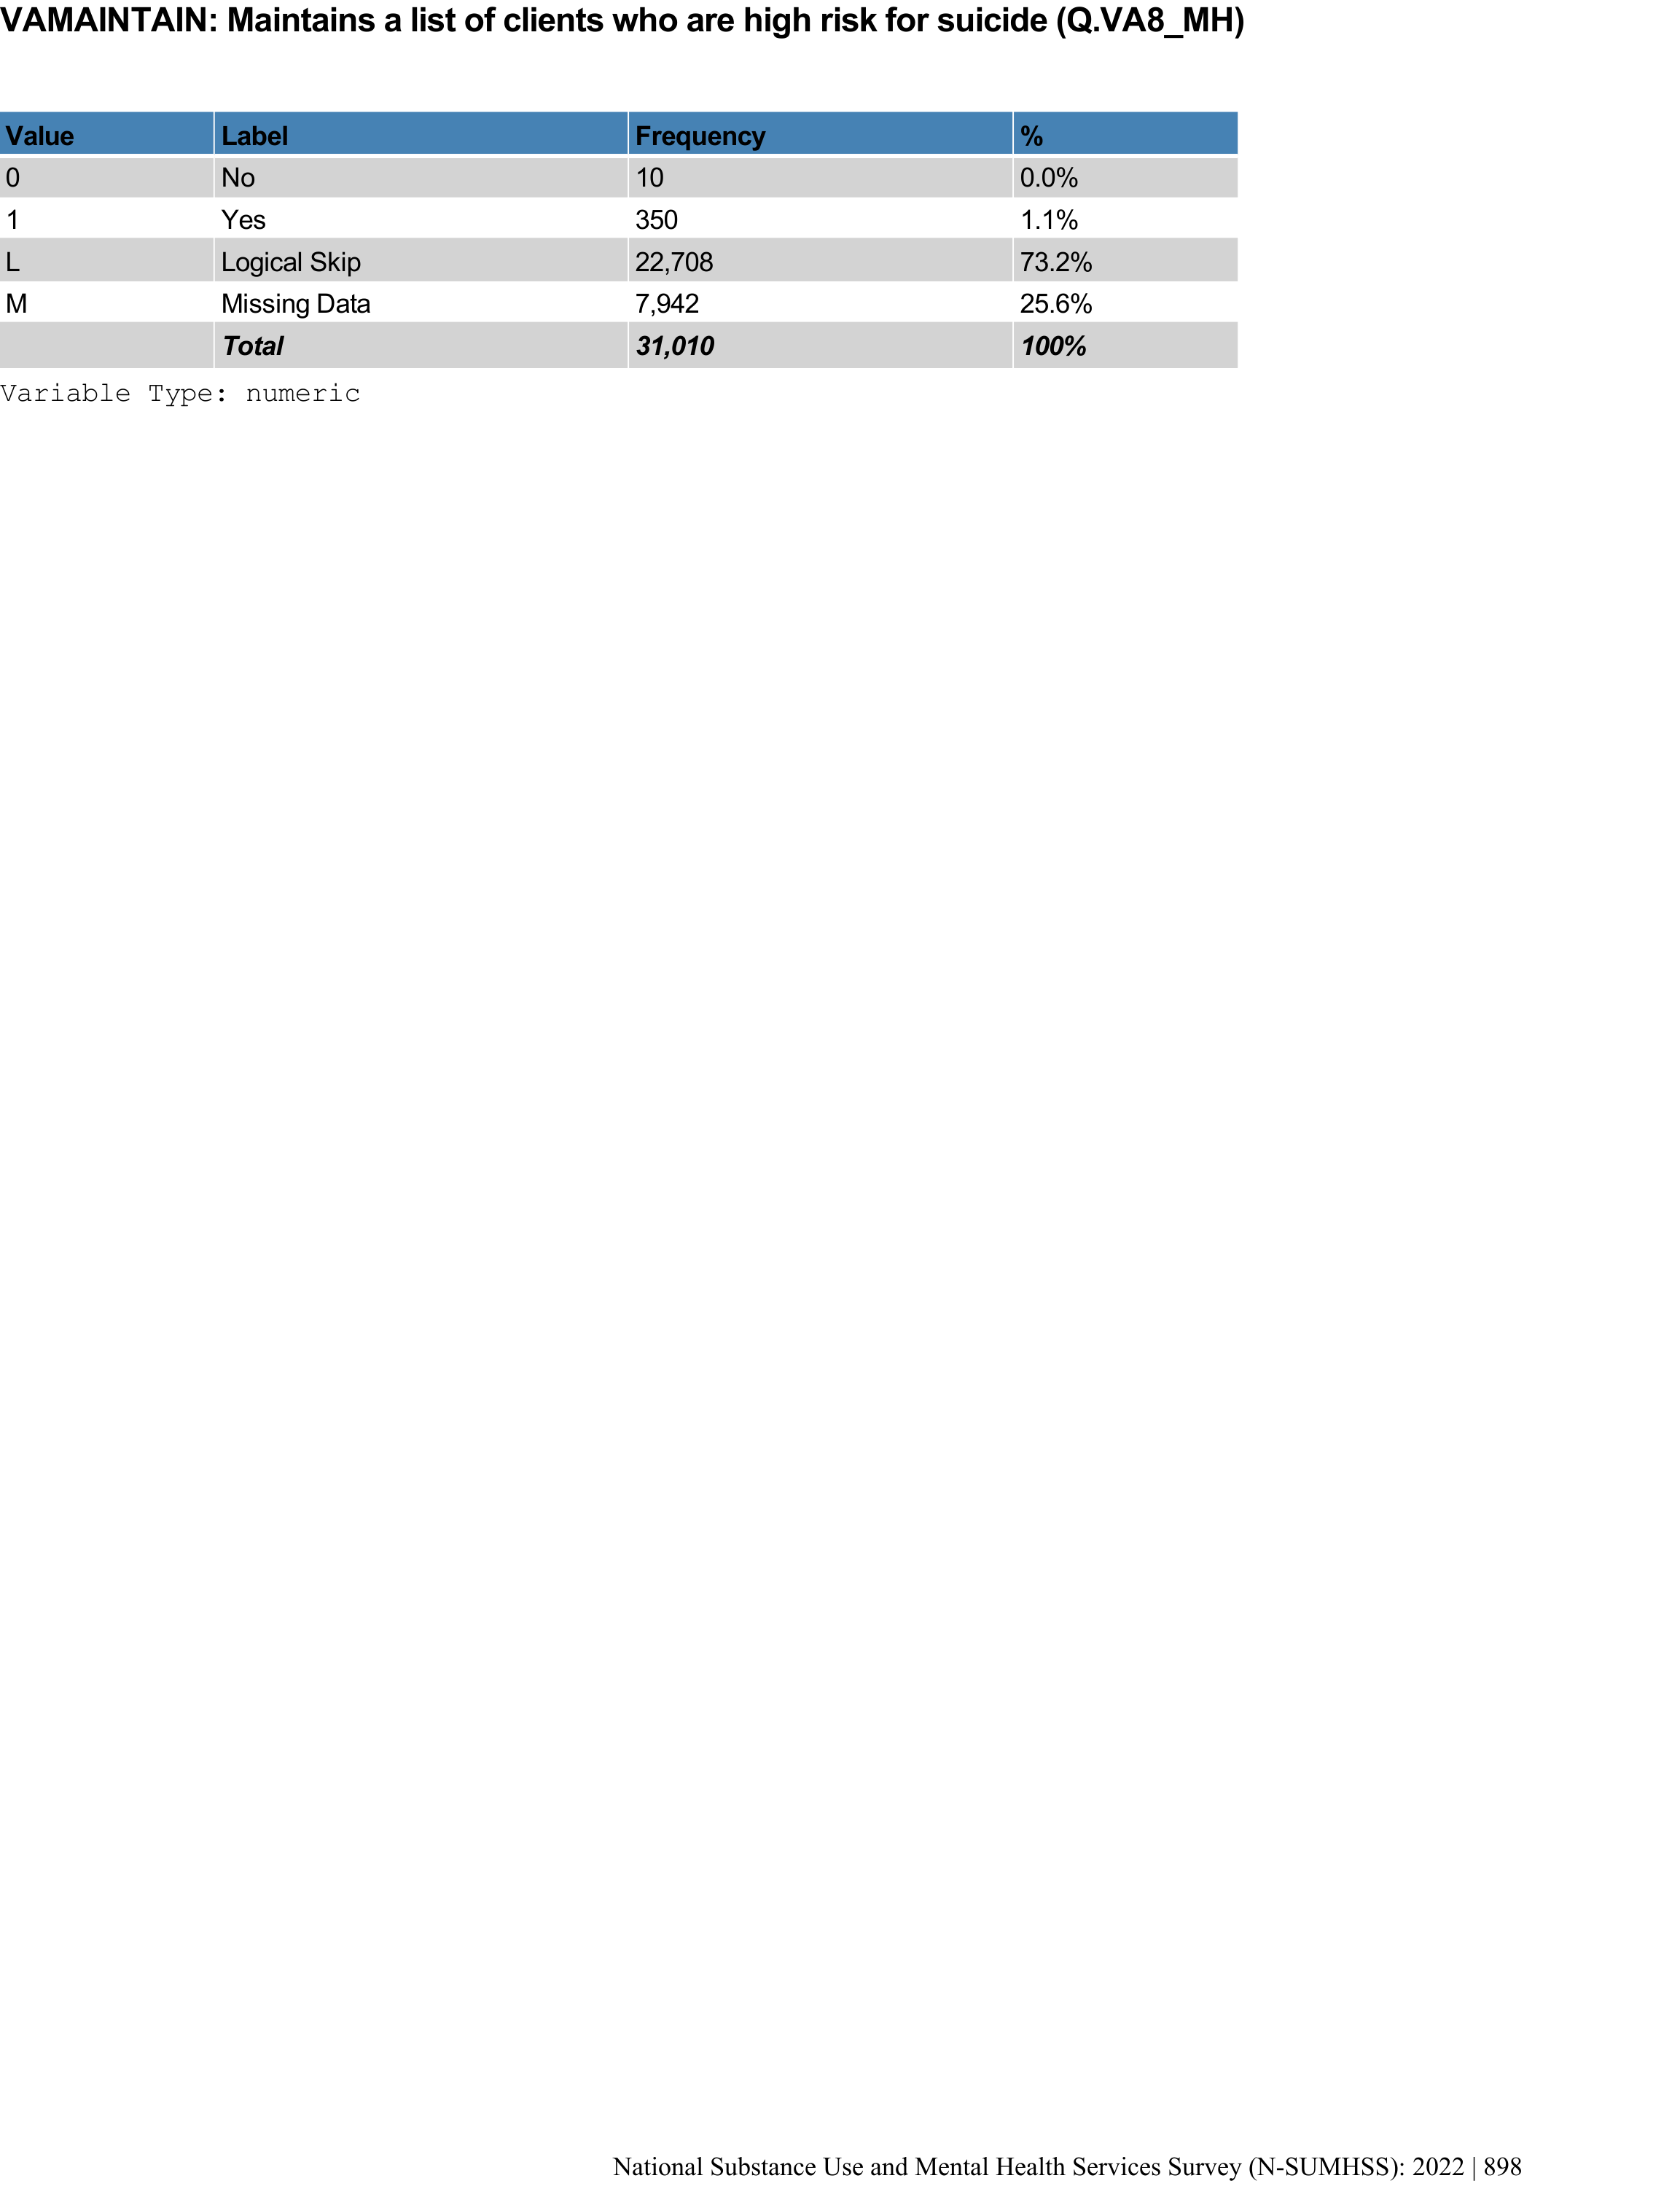 VAMAINTAIN: Maintains a list of clients who are high risk for suicide (Q.VA8_MH)
Value Label Frequency %
0 No 10 0.0%
1 Yes 350 1.1%
L Logical Skip 22,708 73.2%
M Missing Data 7,942 25.6%
Total 31,010 100%
Variable Type: numeric
National Substance Use and Mental Health Services Survey (N-SUMHSS): 2022 | 898